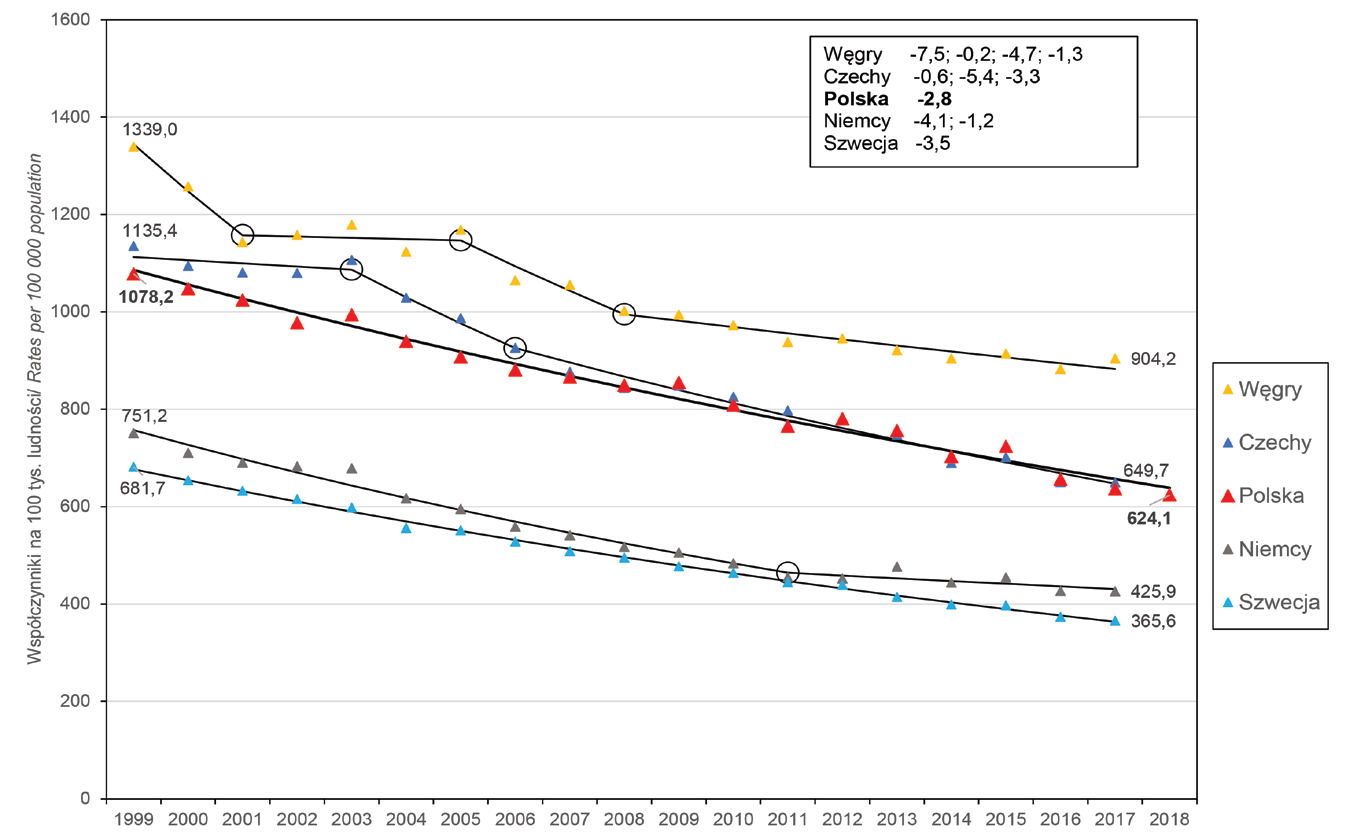 1600
1400
1200
1000
800
600
400
200
0
Współczynniki na 100 tys. ludności/ Rates per 100 000 population
Węgry -7,5; -0,2; -4,7; -1,3
Czechy -0,6; -5,4; -3,3
Polska -2,8
Niemcy -4,1; -1,2
Szwecja -3,5
1339,0
1135,4
1078,2
751,2
681,7
904,2
649,7
624,1
425,9
365,6
Węgry
Czechy
Polska
Niemcy
Szwecja
1999 2000 2001 2002 2003 2004 2005 2006 2007 2008 2009 2010 2011 2012 2013 2014 2015 2016 2017 2018